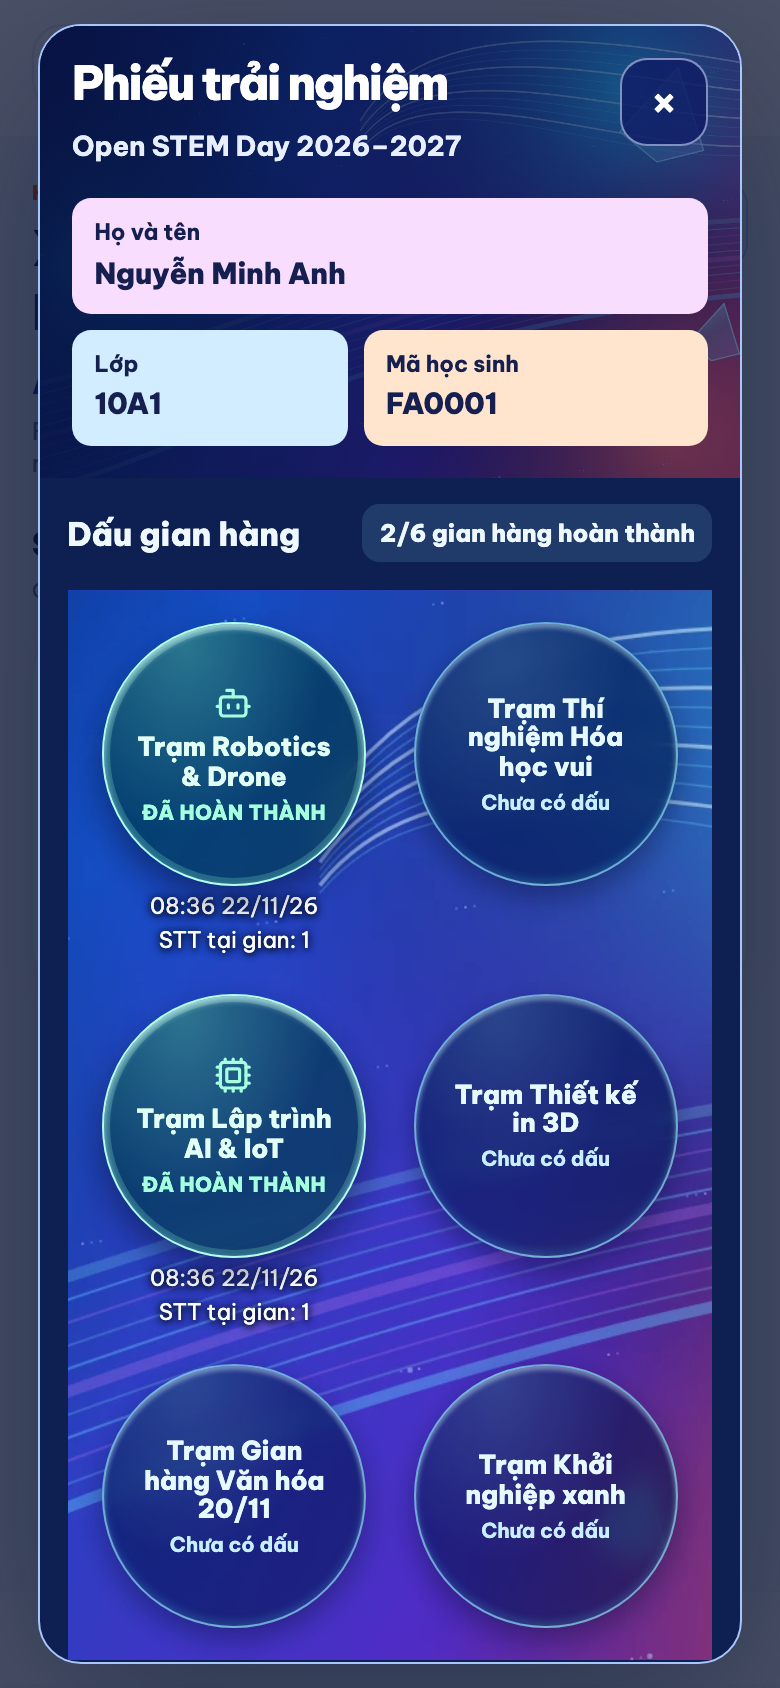 Phiếu trải nghiệm
Open STEM Day 2026–2027
Họ và tên
Nguyễn Minh Anh
Lớp
10A1
Mã học sinh
FA0001
Dấu gian hàng
2/6 gian hàng hoàn thành
Trạm Robotics
& Drone
ĐÃ HOÀN THÀNH
08:36 22/11/26
STT tại gian: 1
Trạm Thí
nghiệm Hóa
học vui
Chưa có dấu
Trạm Lập trình
AI & IoT
ĐÃ HOÀN THÀNH
08:36 22/11/26
STT tại gian: 1
Trạm Thiết kế
in 3D
Chưa có dấu
Trạm Gian
hàng Văn hóa
20/11
Chưa có dấu
Trạm Khởi
nghiệp xanh
Chưa có dấu